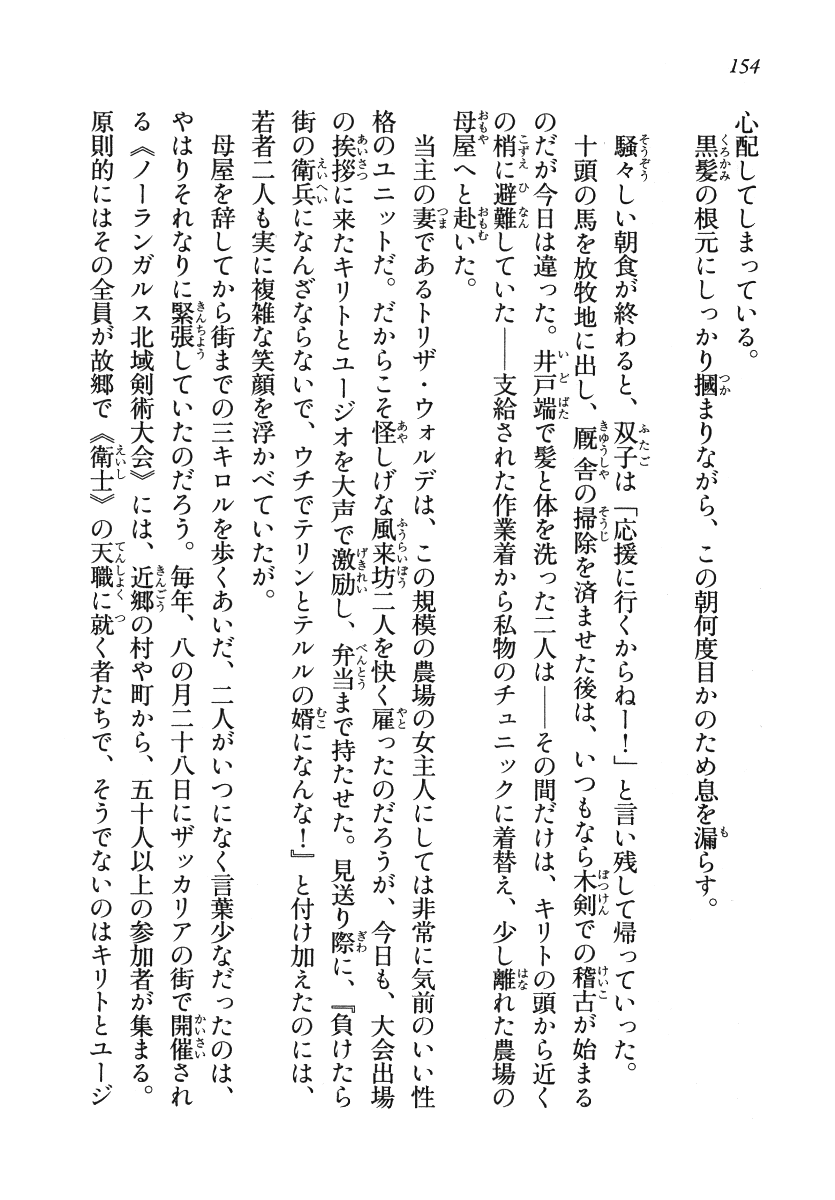 154
心配してしまっている。
黒髪の根元にしっかり摑まりながら、この朝何度目かのため息を漏らす。
騒々しい朝食が終わると、双子は「応援に行くからねー！」と言い残して帰っていった。
十頭の馬を放牧地に出し、厩舎の掃除を済ませた後は、いつもなら木剣での稽古が始まる
のだが今日は違った。井戸端で髪と体を洗った二人は――その間だけは、キリトの頭から近く
の梢に避難していた――支給された作業着から私物のチュニックに着替え、少し離れた農場の
母屋へと赴いた。
当主の妻であるトリザ・ウォルデは、この規模の農場の女主人にしては非常に気前のいい性
格のユニットだ。だからこそ怪しげな風来坊二人を快く雇ったのだろうが、今日も、大会出場
の挨拶に来たキリトとユージオを大声で激励し、弁当まで持たせた。見送り際に、『負けたら
街の衛兵になんざならないで、ウチでテリンとテルルの婿になんな！』と付け加えたのには、
若者二人も実に複雑な笑顔を浮かべていたが。
母屋を辞してから街までの三キロルを歩くあいだ、二人がいつになく言葉少なだったのは、
やはりそれなりに緊張していたのだろう。毎年、八の月二十八日にザッカリアの街で開催され
る《ノーランガルス北域剣術大会》には、近郷の村や町から、五十人以上の参加者が集まる。
原則的にはその全員が故郷で《衛士》の天職に就く者たちで、そうでないのはキリトとユージ